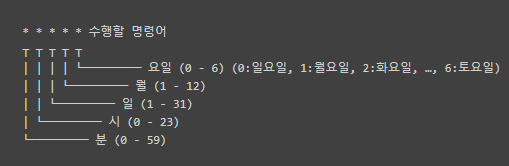 * * * * * 수행할 명령어
┬ ┬ ┬ ┬ ┬
│ │ │ │ └───────── 요일 (0 - 6) (0:일요일, 1:월요일, 2:화요일, …, 6:토요일)
│ │ │ └───────── 월 (1 - 12)
│ │ └───────── 일 (1 - 31)
│ └───────── 시 (0 - 23)
└───────── 분 (0 - 59)